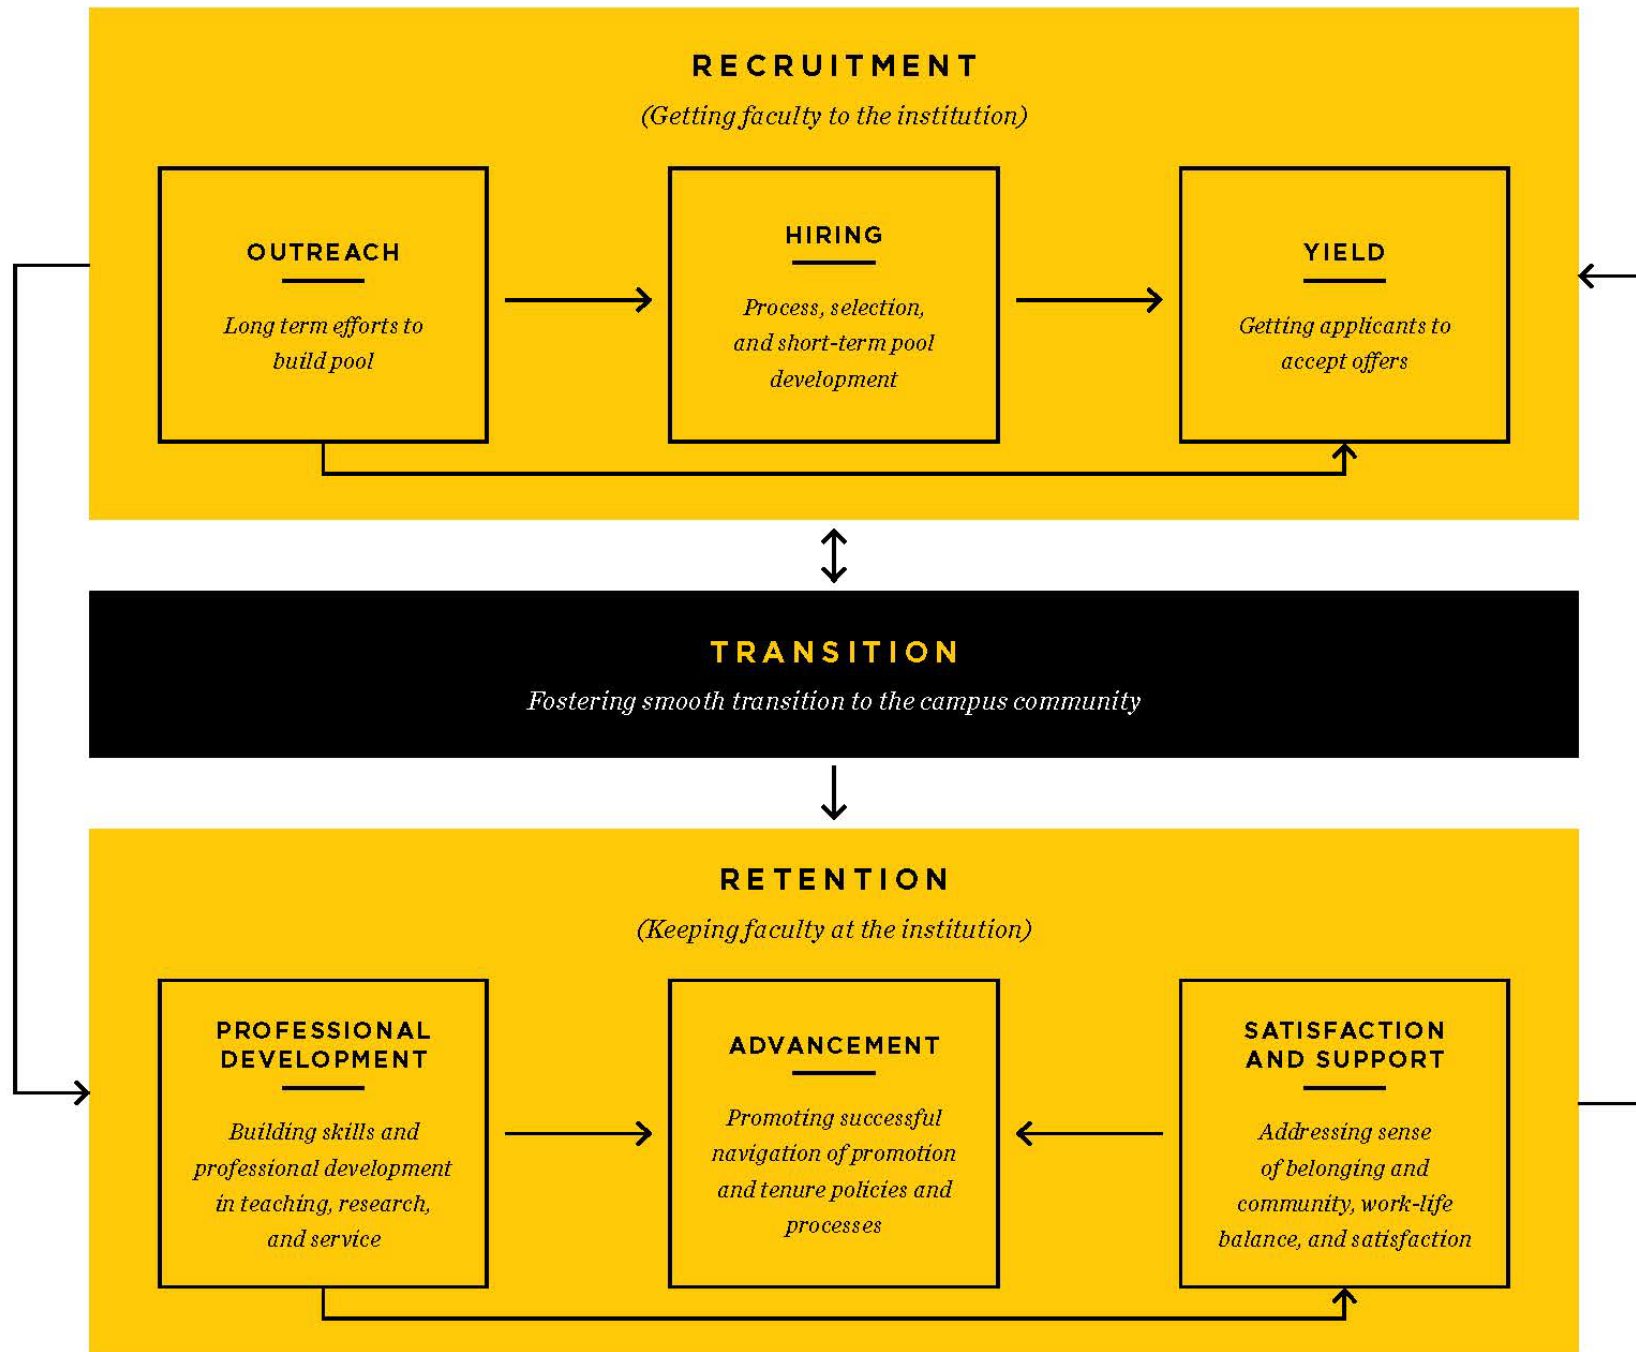 RECRUITMENT
(Getting faculty to the institution)
OUTREACH
Long term efforts to
build pool
HIRING
Process, selection,
and short-term pool
development
YIELD
Getting applicants to
accept offers
TRANSITION
Fostering smooth transition to the campus community
RETENTION
(Keeping faculty at the institution)
PROFESSIONAL
DEVELOPMENT
Building skills and
professional development
in teaching, research,
and service
ADVANCEMENT
Promoting successful
navigation of promotion
and tenure policies and
processes
SATISFACTION
AND SUPPORT
Addressing sense
of belonging and
community, work-life
balance, and satisfaction